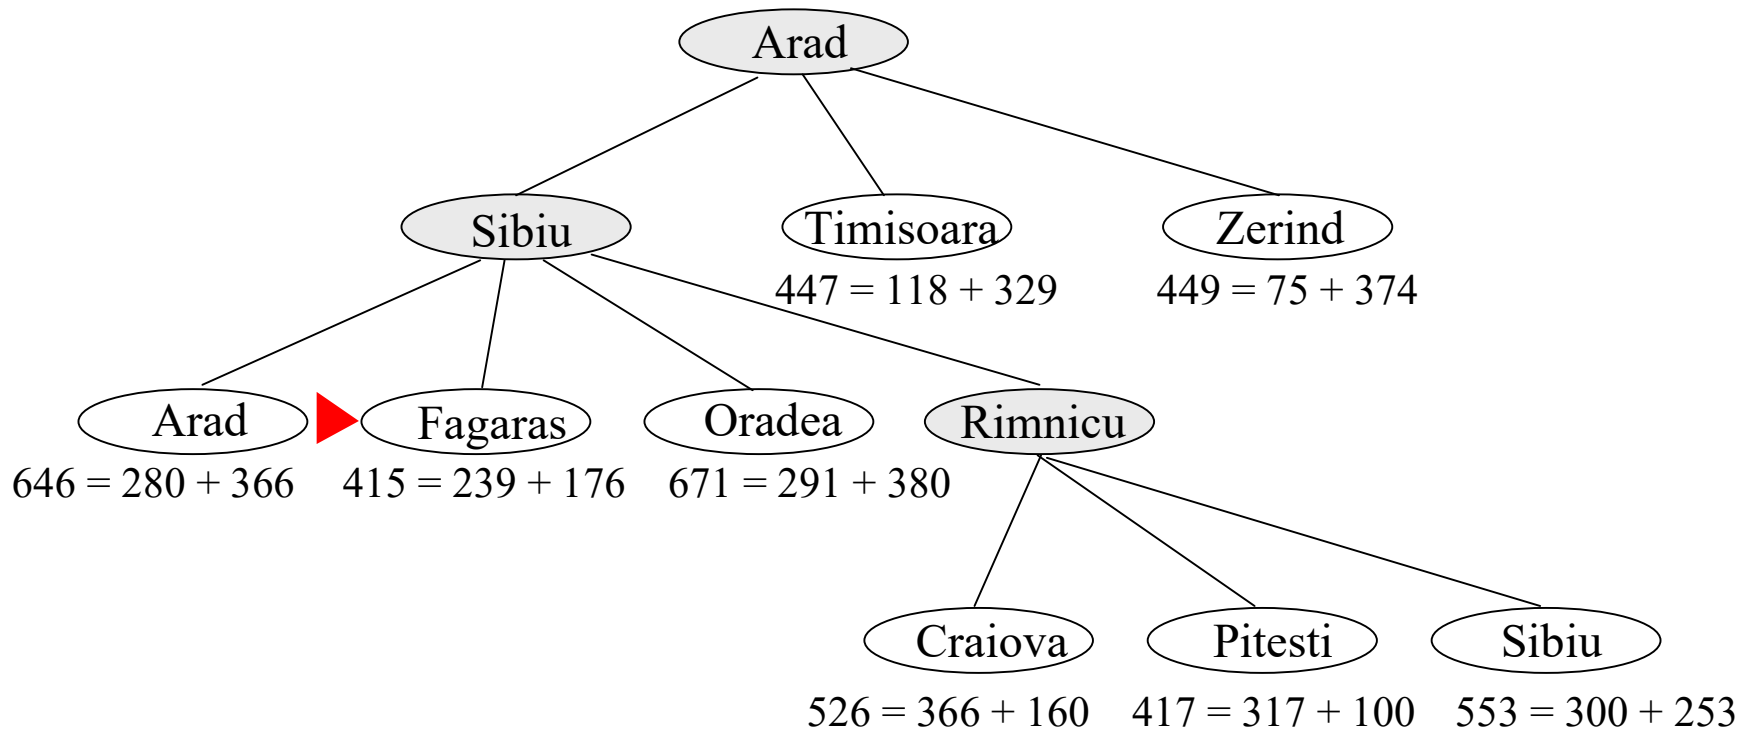 Arad
Sibiu
Timisoara
Zerind
447 = 118 + 329
449 = 75 + 374
Arad
Fagaras
Oradea
Rimnicu
646 = 280 + 366
415 = 239 + 176
671 = 291 + 380
Craiova
Pitesti
Sibiu
526 = 366 + 160
417 = 317 + 100
553 = 300 + 253